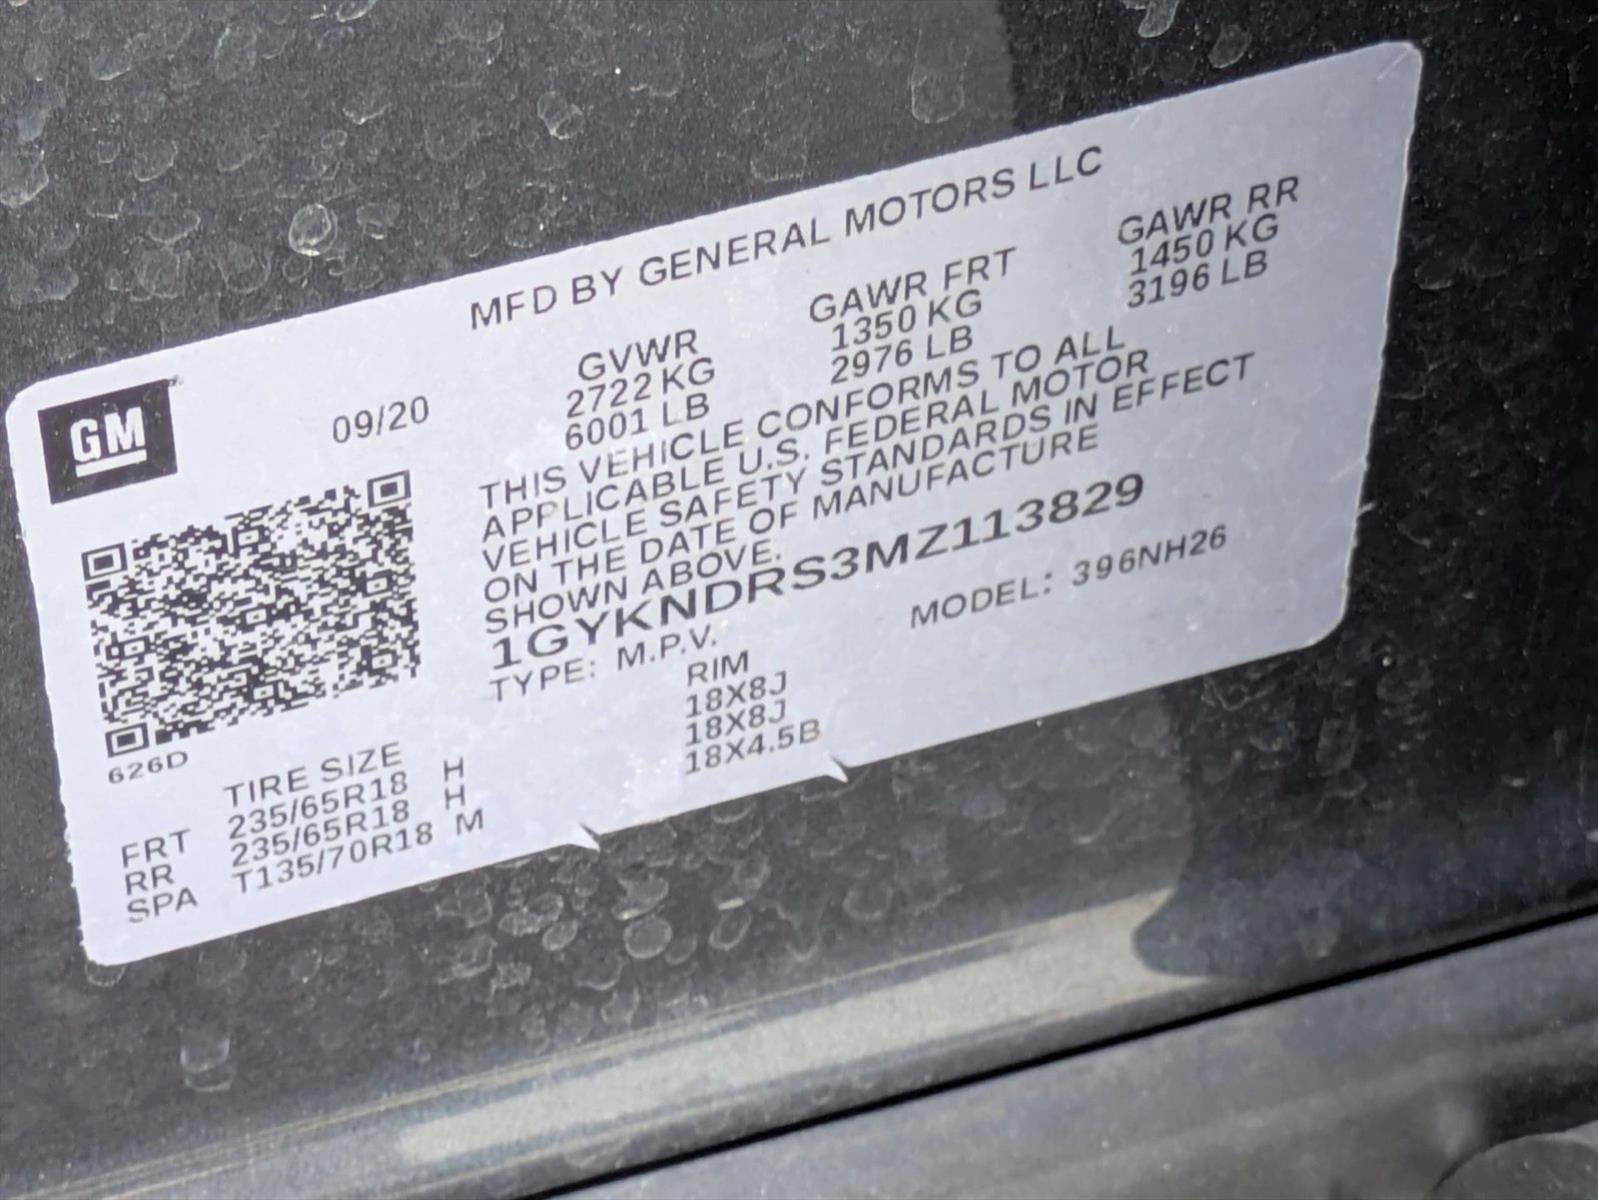 MFD BY GENERAL MOTORS LLC
GM
09/20
GVWR GAWR FRT GAWR RR
2722 KG 1350 KG 1450 KG
6001 LB 2976 LB 3196 LB
THIS VEHICLE CONFORMS TO ALL
APPLICABLE U.S. FEDERAL MOTOR
VEHICLE SAFETY STANDARDS IN EFFECT
ON THE DATE OF MANUFACTURE
SHOWN ABOVE.
1GYKNDRS3MZ113829
TYPE: M.P.V. MODEL: 396NH26
626D
TIRE SIZE RIM
FRT 235/65R18 H 18X8J
RR 235/65R18 H 18X8J
SPA T135/70R18 M 18X4.5B